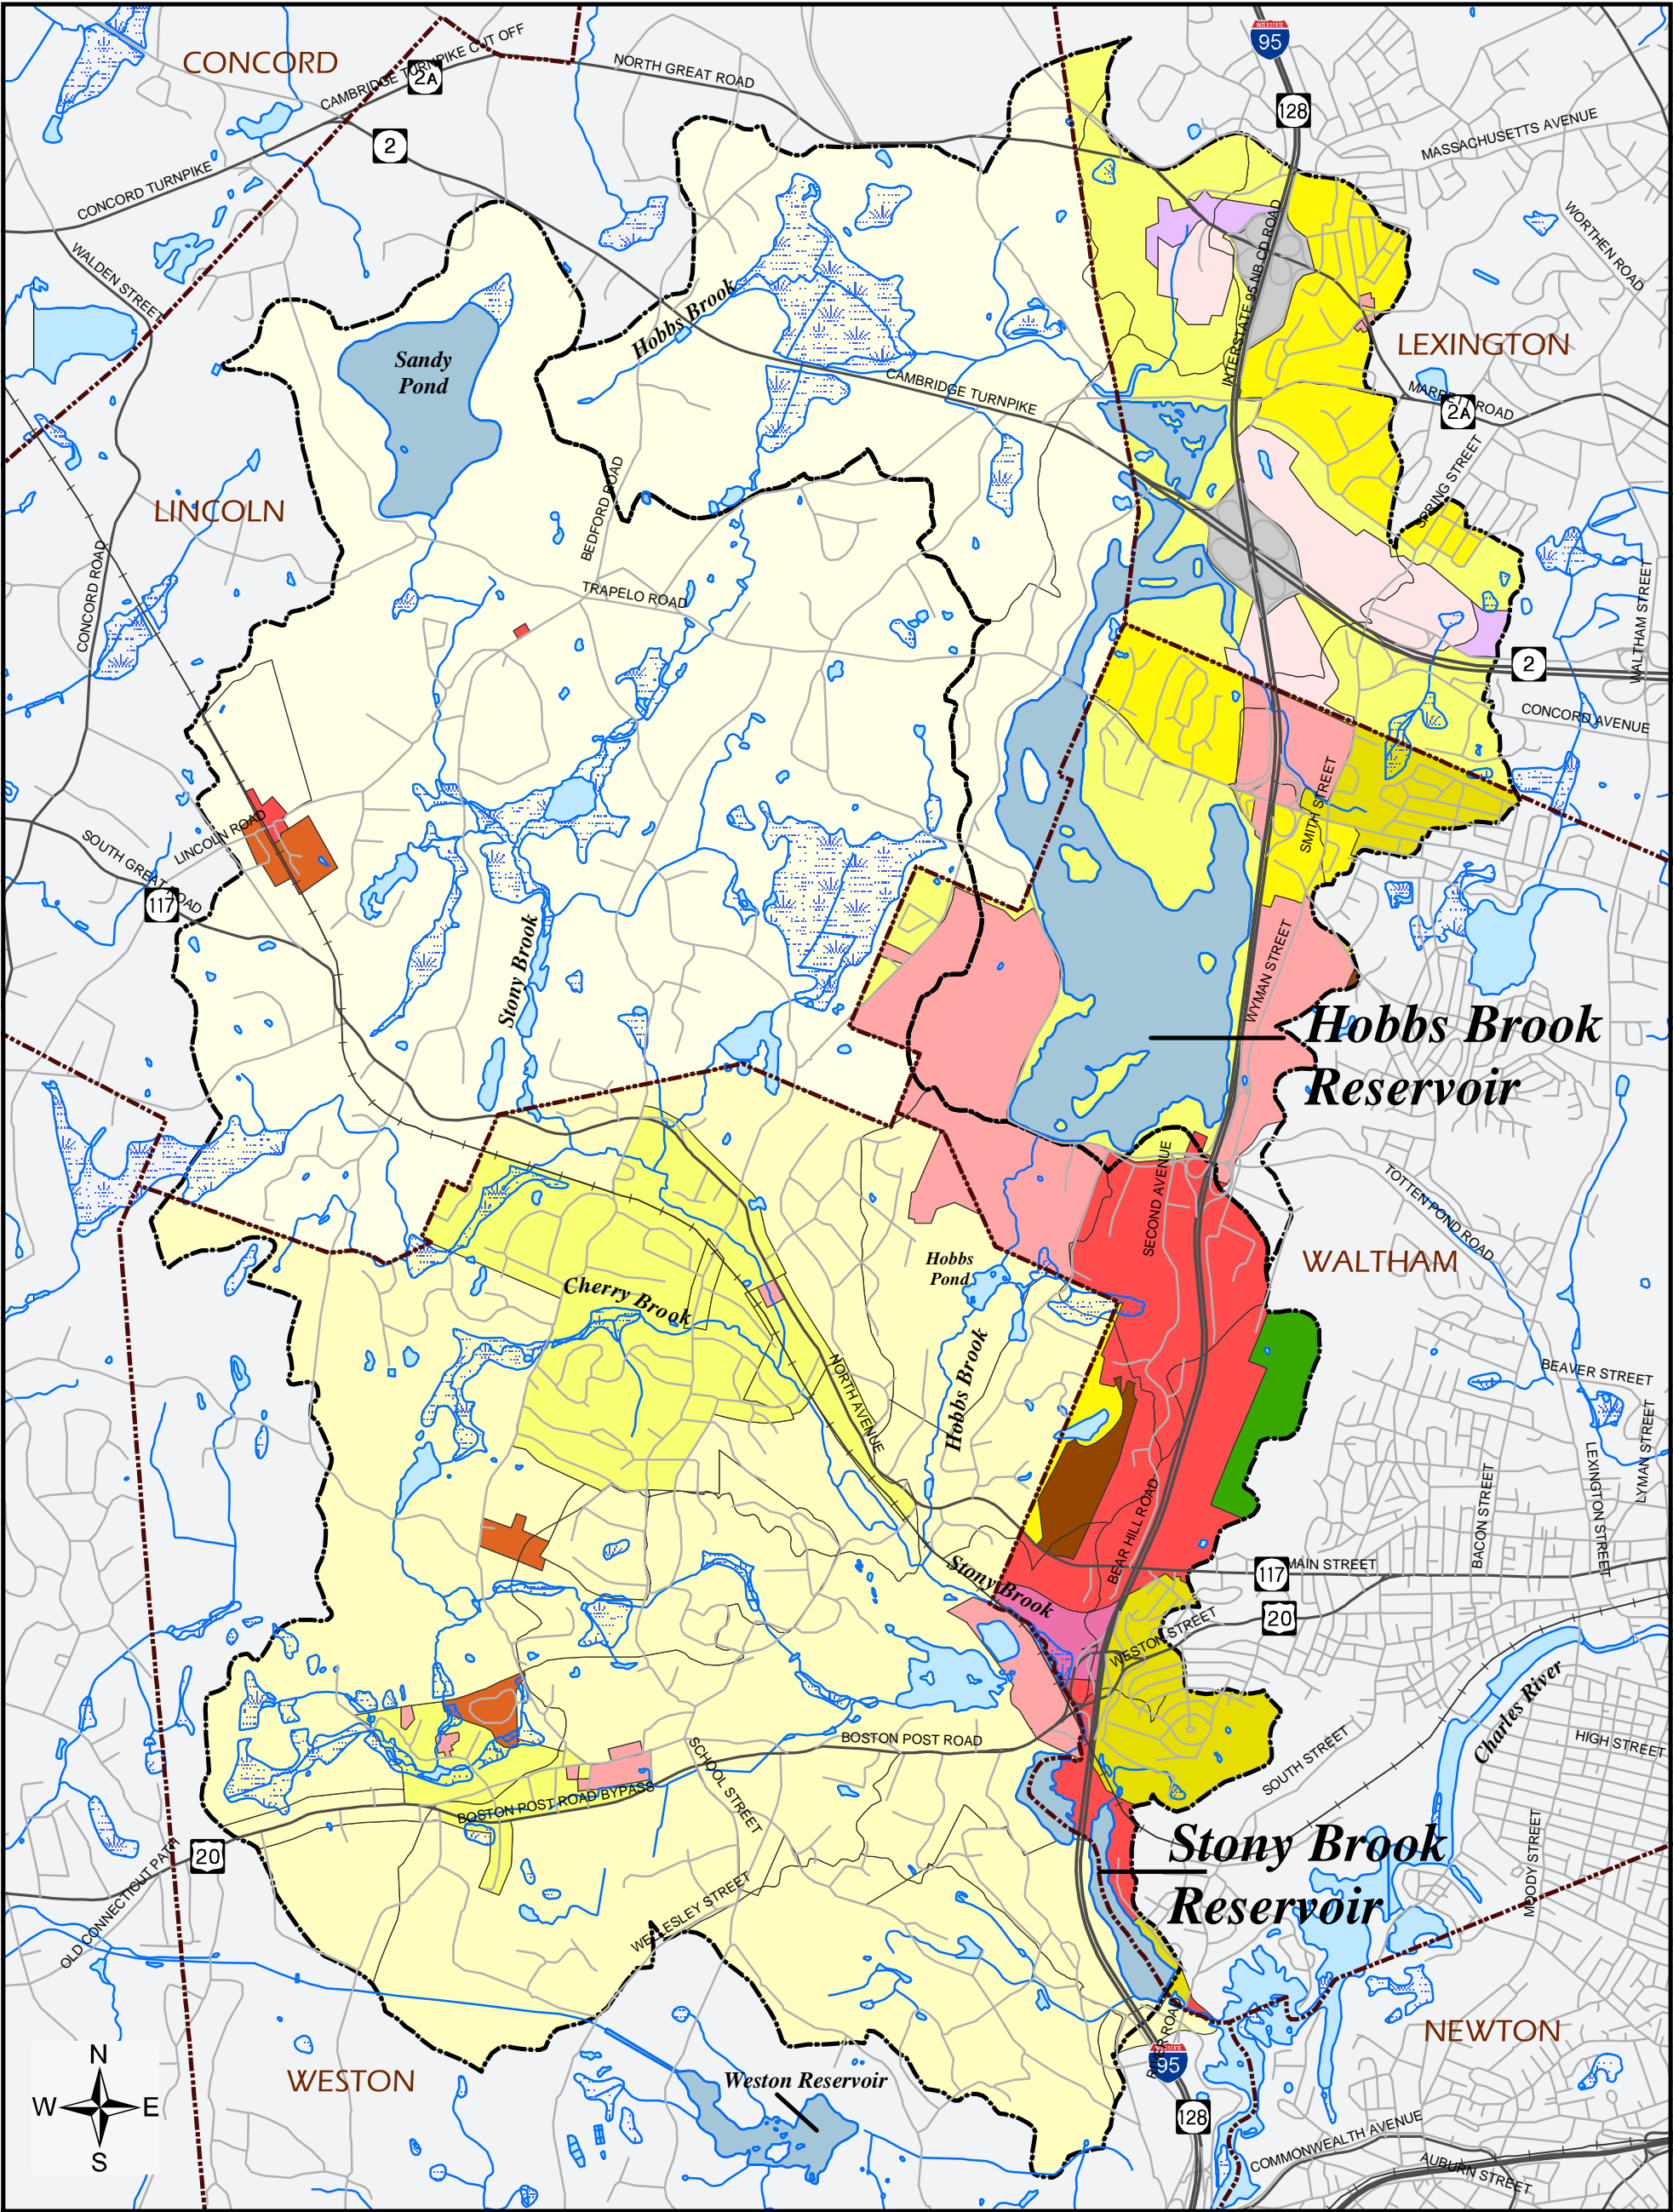 INTERSTATE
95
CONCORD
CAMBRIDGE TURNPIKE CUT OFF
2A
NORTH GREAT ROAD
128
2
MASSACHUSETTS AVENUE
CONCORD TURNPIKE
WORTHEN ROAD
WALDEN STREET
INTERSTATE 95 NB CD ROAD
Hobbs Brook
LEXINGTON
Sandy
Pond
CAMBRIDGE TURNPIKE
MARRETT ROAD
2A
SPRING STREET
LINCOLN
BEDFORD ROAD
CONCORD ROAD
TRAPELO ROAD
WALTHAM STREET
2
CONCORD AVENUE
SMITH STREET
LINCOLN ROAD
SOUTH GREAT ROAD
117
Stony Brook
WYMAN STREET
Hobbs Brook
Reservoir
SECOND AVENUE
TOTTEN POND ROAD
WALTHAM
Hobbs
Pond
Cherry Brook
NORTH AVENUE
Hobbs Brook
BEAVER STREET
LYMAN STREET
LEXINGTON STREET
BACON STREET
BEAR HILL ROAD
Stony Brook
117
MAIN STREET
20
WESTON STREET
Charles River
BOSTON POST ROAD
HIGH STREET
SOUTH STREET
SCHOOL STREET
BOSTON POST ROAD BYPASS
MOODY STREET
20
OLD CONNECTICUT PATH
Stony Brook
Reservoir
WELLESLEY STREET
RIVER ROAD
NEWTON
INTERSTATE
95
N
W E
S
WESTON
Weston Reservoir
128
COMMONWEALTH AVENUE
AUBURN STREET